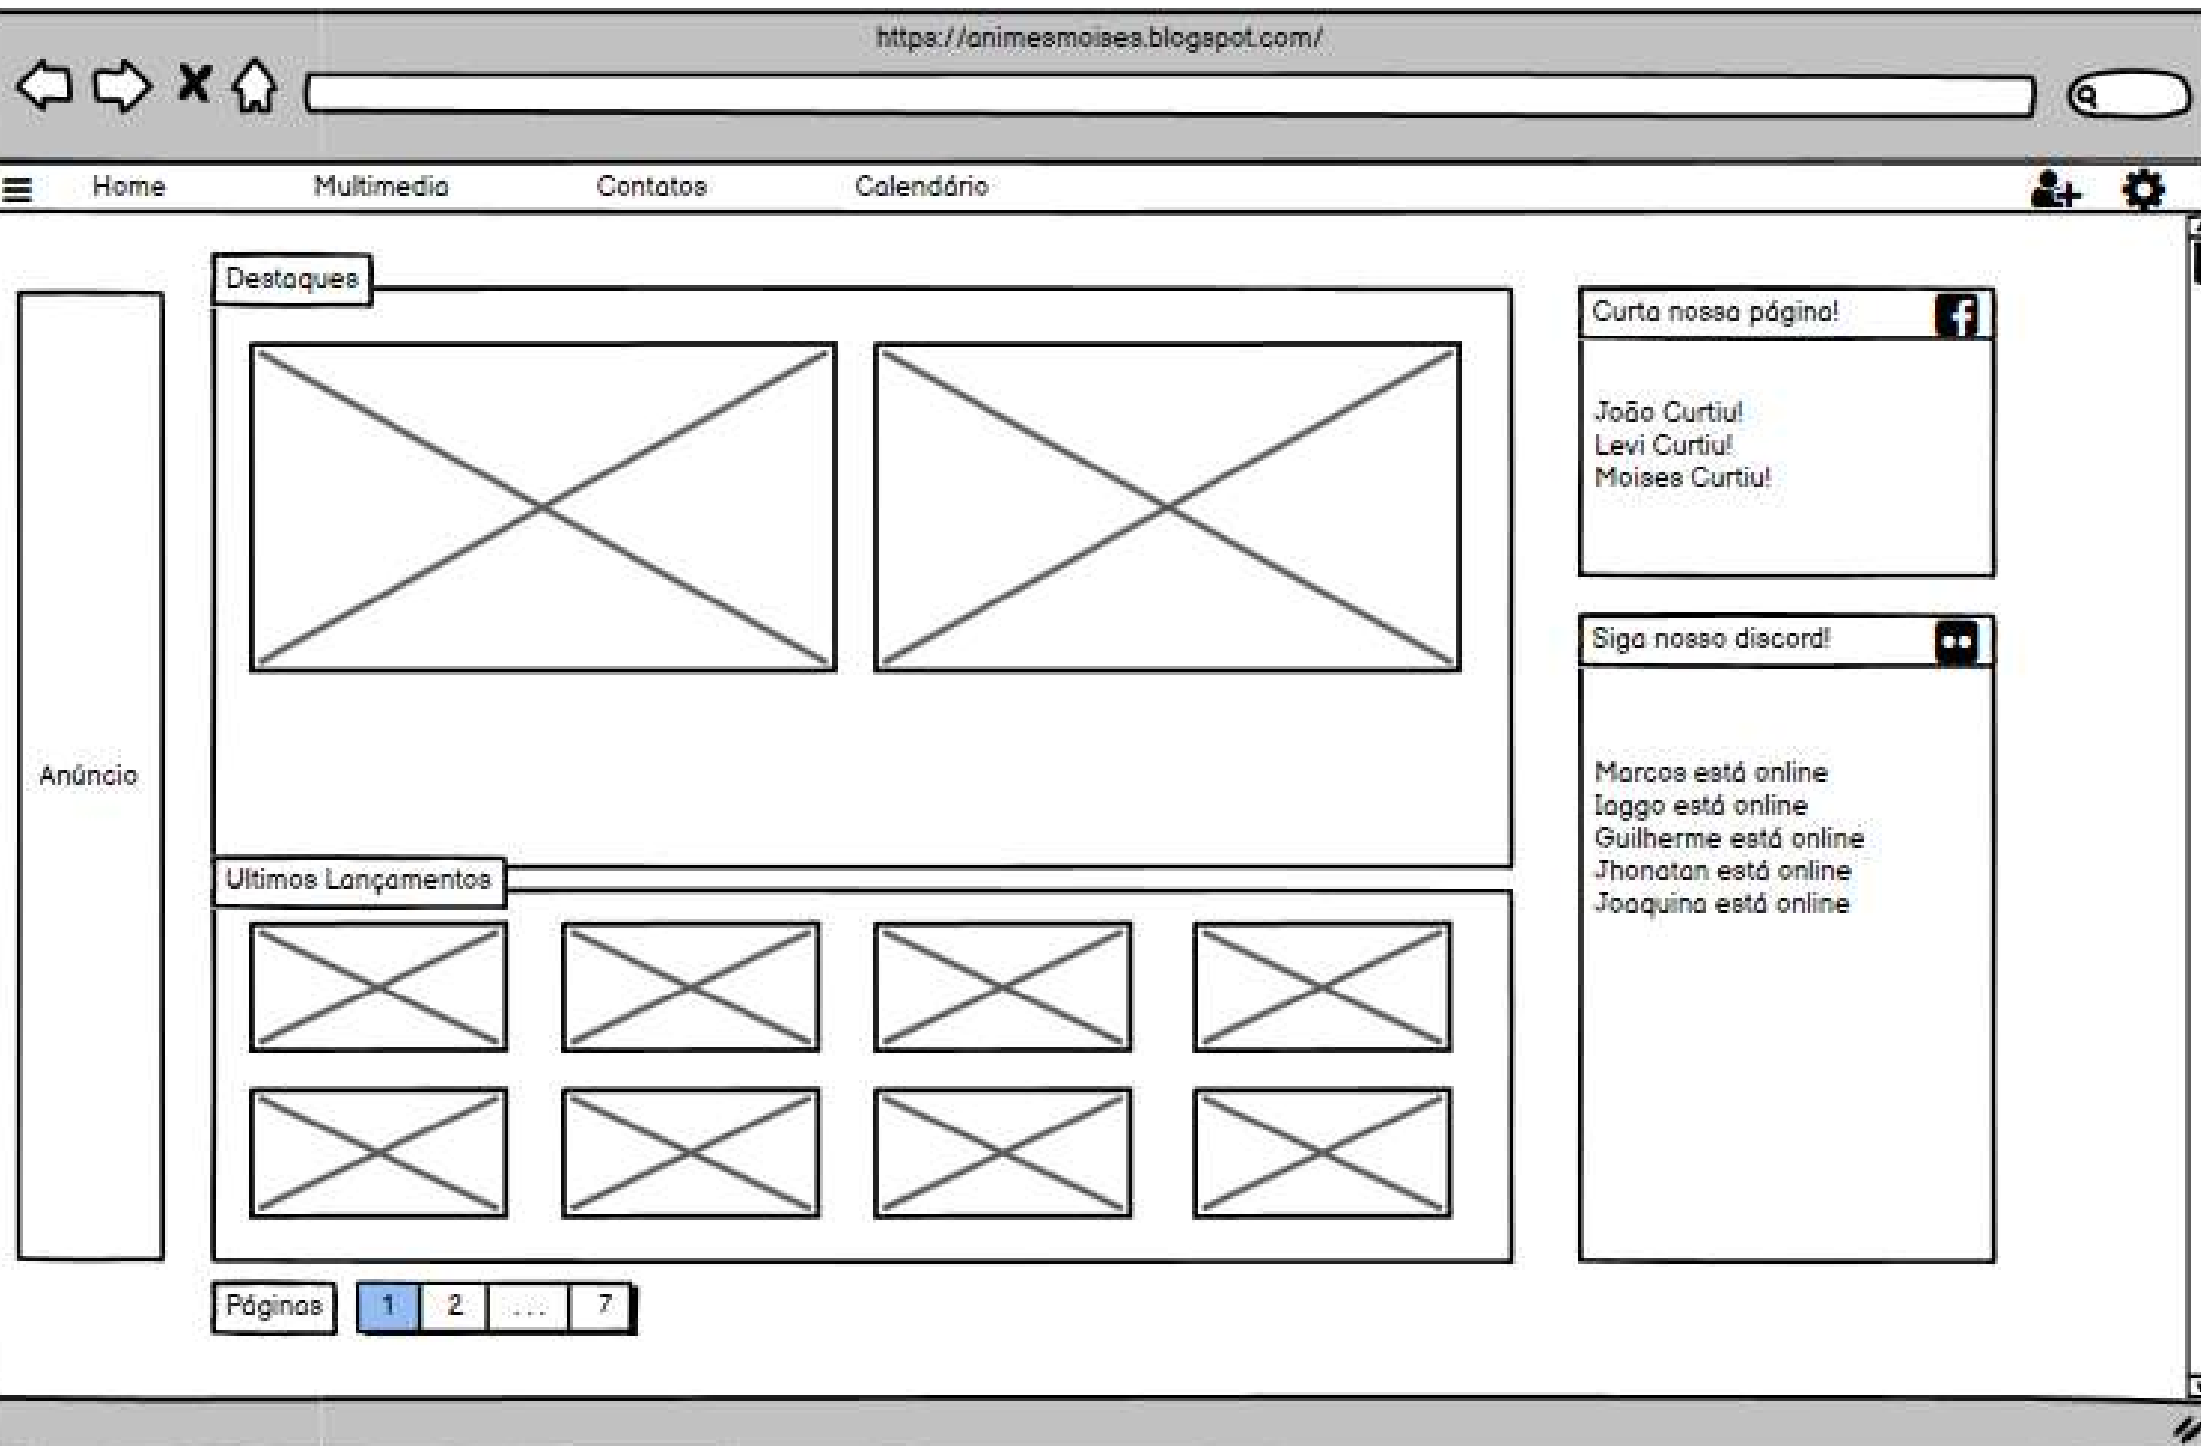 https://animesmoises.blogspot.com/
Home Multimedia Contatos Calendário
Destaques
Anúncio
Ultimos Lançamentos
Páginas 1 2 ... 7
Curta nossa página!
João Curtiu!
Levi Curtiu!
Moises Curtiu!
Siga nosso discord!
Marcos está online
Iaggo está online
Guilherme está online
Jhonatan está online
Joaquina está online